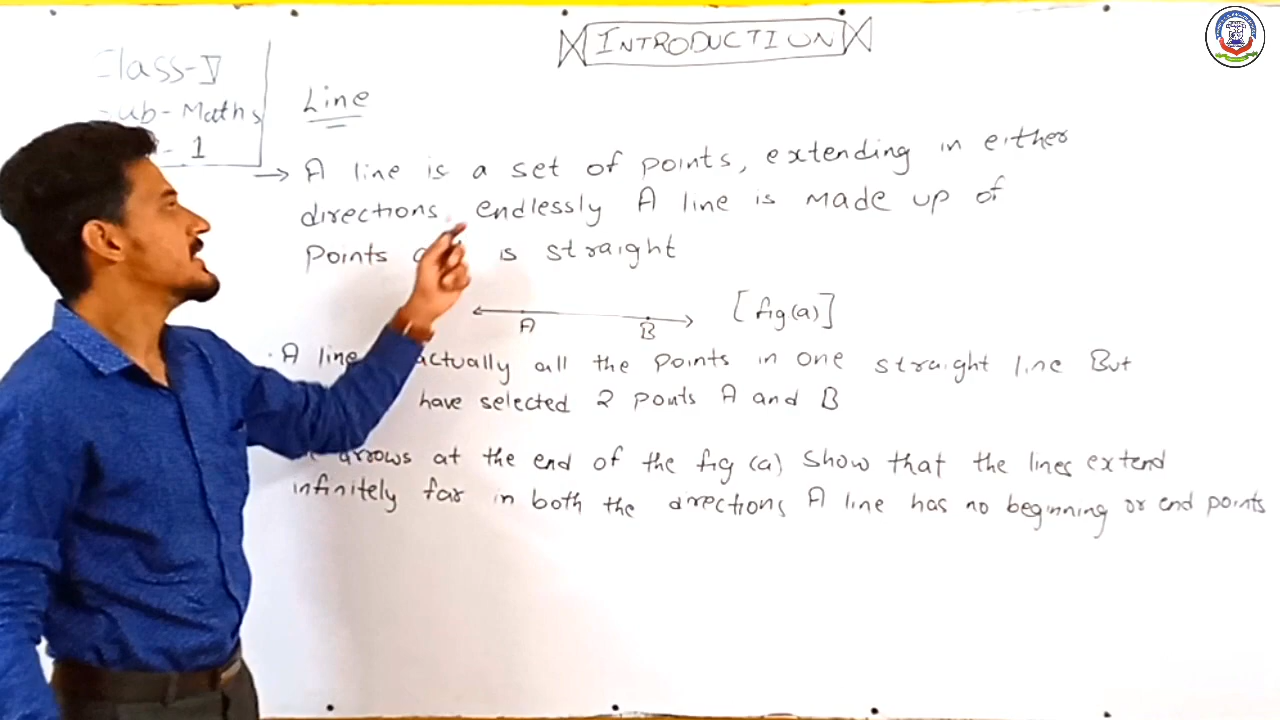 INTRODUCTION
Class-V
Sub-Maths
1
Line
→ A line is a set of points, extending in either
directions endlessly A line is made up of
Points is straight
A B [fig(a)]
A line actually all the points in one straight line But
have selected 2 points A and B
arrows at the end of the fig (a) show that the lines extend
infinitely far in both the directions A line has no beginning or end points